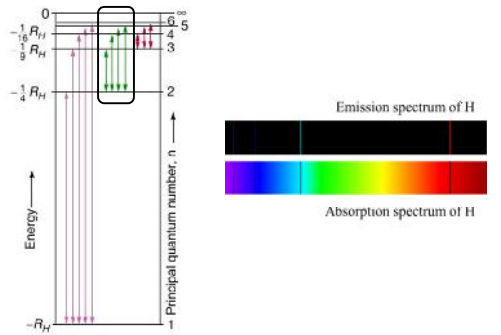 0
∞
6
5
-1/16 R_H
4
-1/9 R_H
3
-1/4 R_H
2
Energy
Principal quantum number, n
-R_H
1
Emission spectrum of H
Absorption spectrum of H